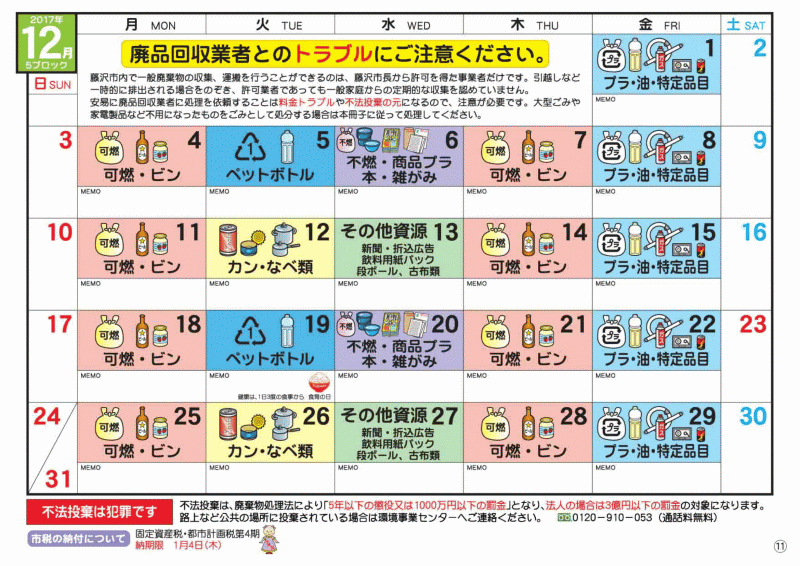 2017年
12月
5ブロック
日 SUN
月 MON
火 TUE
水 WED
木 THU
金 FRI
土 SAT
廃品回収業者とのトラブルにご注意ください。
藤沢市内で一般廃棄物の収集、運搬を行うことができるのは、藤沢市長から許可を得た事業者だけです。引越しなど
一時的に排出される場合をのぞき、許可業者であっても一般家庭からの定期的な収集を認めていません。
安易に廃品回収業者に処理を依頼することは料金トラブルや不法投棄の元になるので、注意が必要です。大型ごみや
家電製品など不用になったものをごみとして処分する場合は本冊子に従って処理してください。
1
プラ・油・特定品目
MEMO
2
3
可燃
4
可燃・ビン
MEMO
1
5
ペットボトル
MEMO
不燃
6
不燃・商品プラ
本・雑がみ
MEMO
可燃
7
可燃・ビン
MEMO
8
プラ・油・特定品目
MEMO
9
10
可燃
11
可燃・ビン
MEMO
12
カン・なべ類
MEMO
その他資源 13
新聞・折込広告
飲料用紙パック
段ボール、古布類
MEMO
可燃
14
可燃・ビン
MEMO
15
プラ・油・特定品目
MEMO
16
17
可燃
18
可燃・ビン
MEMO
1
19
ペットボトル
MEMO
健康は、1日3度の食事から 食育の日
不燃
20
不燃・商品プラ
本・雑がみ
MEMO
可燃
21
可燃・ビン
MEMO
22
プラ・油・特定品目
MEMO
23
24
31
可燃
25
可燃・ビン
MEMO
26
カン・なべ類
MEMO
その他資源 27
新聞・折込広告
飲料用紙パック
段ボール、古布類
MEMO
可燃
28
可燃・ビン
MEMO
29
プラ・油・特定品目
MEMO
30
不法投棄は犯罪です
不法投棄は、廃棄物処理法により「5年以下の懲役又は1000万円以下の罰金」となり、法人の場合は3億円以下の罰金の対象になります。
路上など公共の場所に投棄されている場合は環境事業センターへご連絡ください。 0120-910-053（通話料無料）
市税の納付について
固定資産税・都市計画税第4期
納期限 1月4日(木)
11